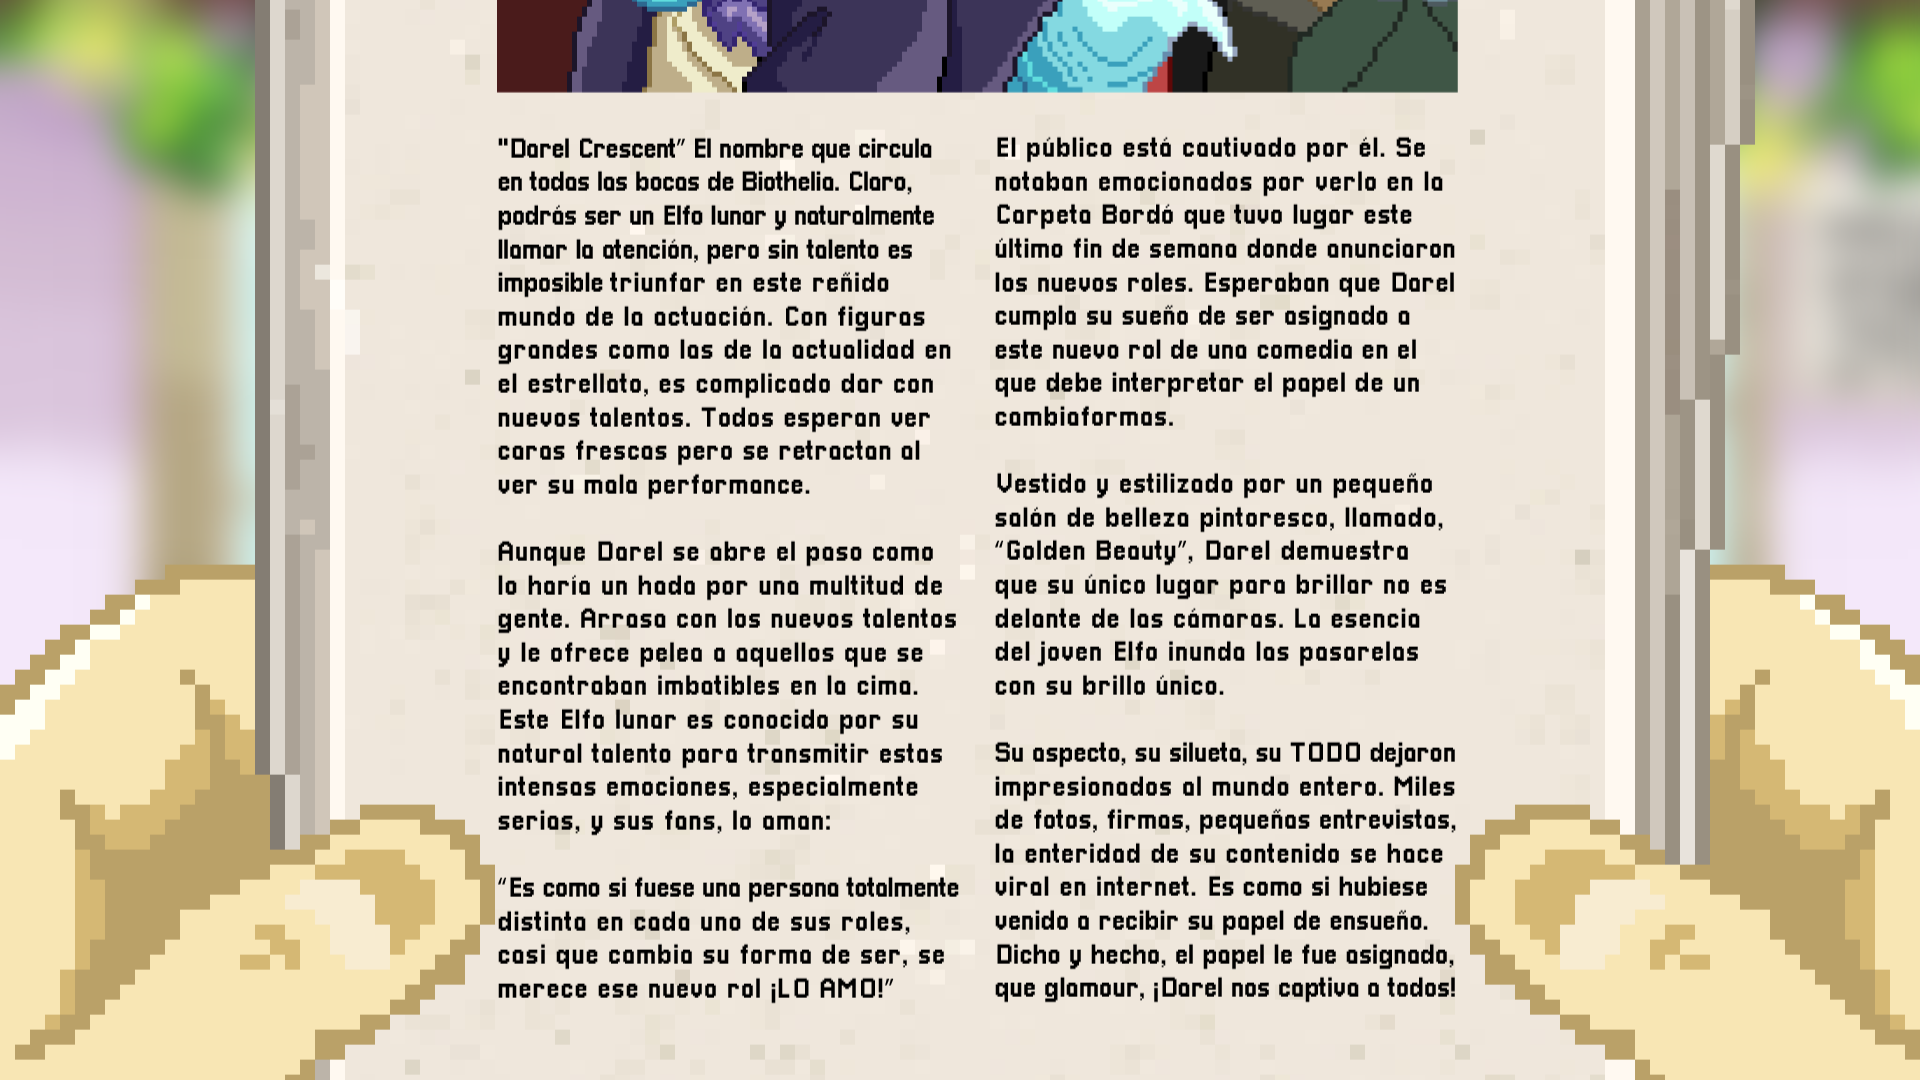 "Darel Crescent" El nombre que circula
en todas las bocas de Biothelia. Claro,
podrás ser un Elfo lunar y naturalmente
llamar la atención, pero sin talento es
imposible triunfar en este reñido
mundo de la actuación. Con figuras
grandes como las de la actualidad en
el estrellato, es complicado dar con
nuevos talentos. Todos esperan ver
caras frescas pero se retractan al
ver su mala performance.
Aunque Darel se abre el paso como
lo haría un hada por una multitud de
gente. Arrasa con los nuevos talentos
y le ofrece pelea a aquellos que se
encontraban imbatibles en la cima.
Este Elfo lunar es conocido por su
natural talento para transmitir estas
intensas emociones, especialmente
serias, y sus fans, lo aman:
"Es como si fuese una persona totalmente
distinta en cada uno de sus roles,
casi que cambia su forma de ser, se
merece ese nuevo rol ¡LO AMO!"
El público está cautivado por él. Se
notaban emocionados por verlo en la
Carpeta Bordó que tuvo lugar este
último fin de semana donde anunciaron
los nuevos roles. Esperaban que Darel
cumpla su sueño de ser asignado a
este nuevo rol de una comedia en el
que debe interpretar el papel de un
cambiaformas.
Vestido y estilizado por un pequeño
salón de belleza pintoresco, llamado,
"Golden Beauty", Darel demuestra
que su único lugar para brillar no es
delante de las cámaras. La esencia
del joven Elfo inunda las pasarelas
con su brillo único.
Su aspecto, su silueta, su TODO dejaron
impresionados al mundo entero. Miles
de fotos, firmas, pequeñas entrevistas,
la enteridad de su contenido se hace
viral en internet. Es como si hubiese
venido a recibir su papel de ensueño.
Dicho y hecho, el papel le fue asignado,
que glamour, ¡Darel nos captiva a todos!